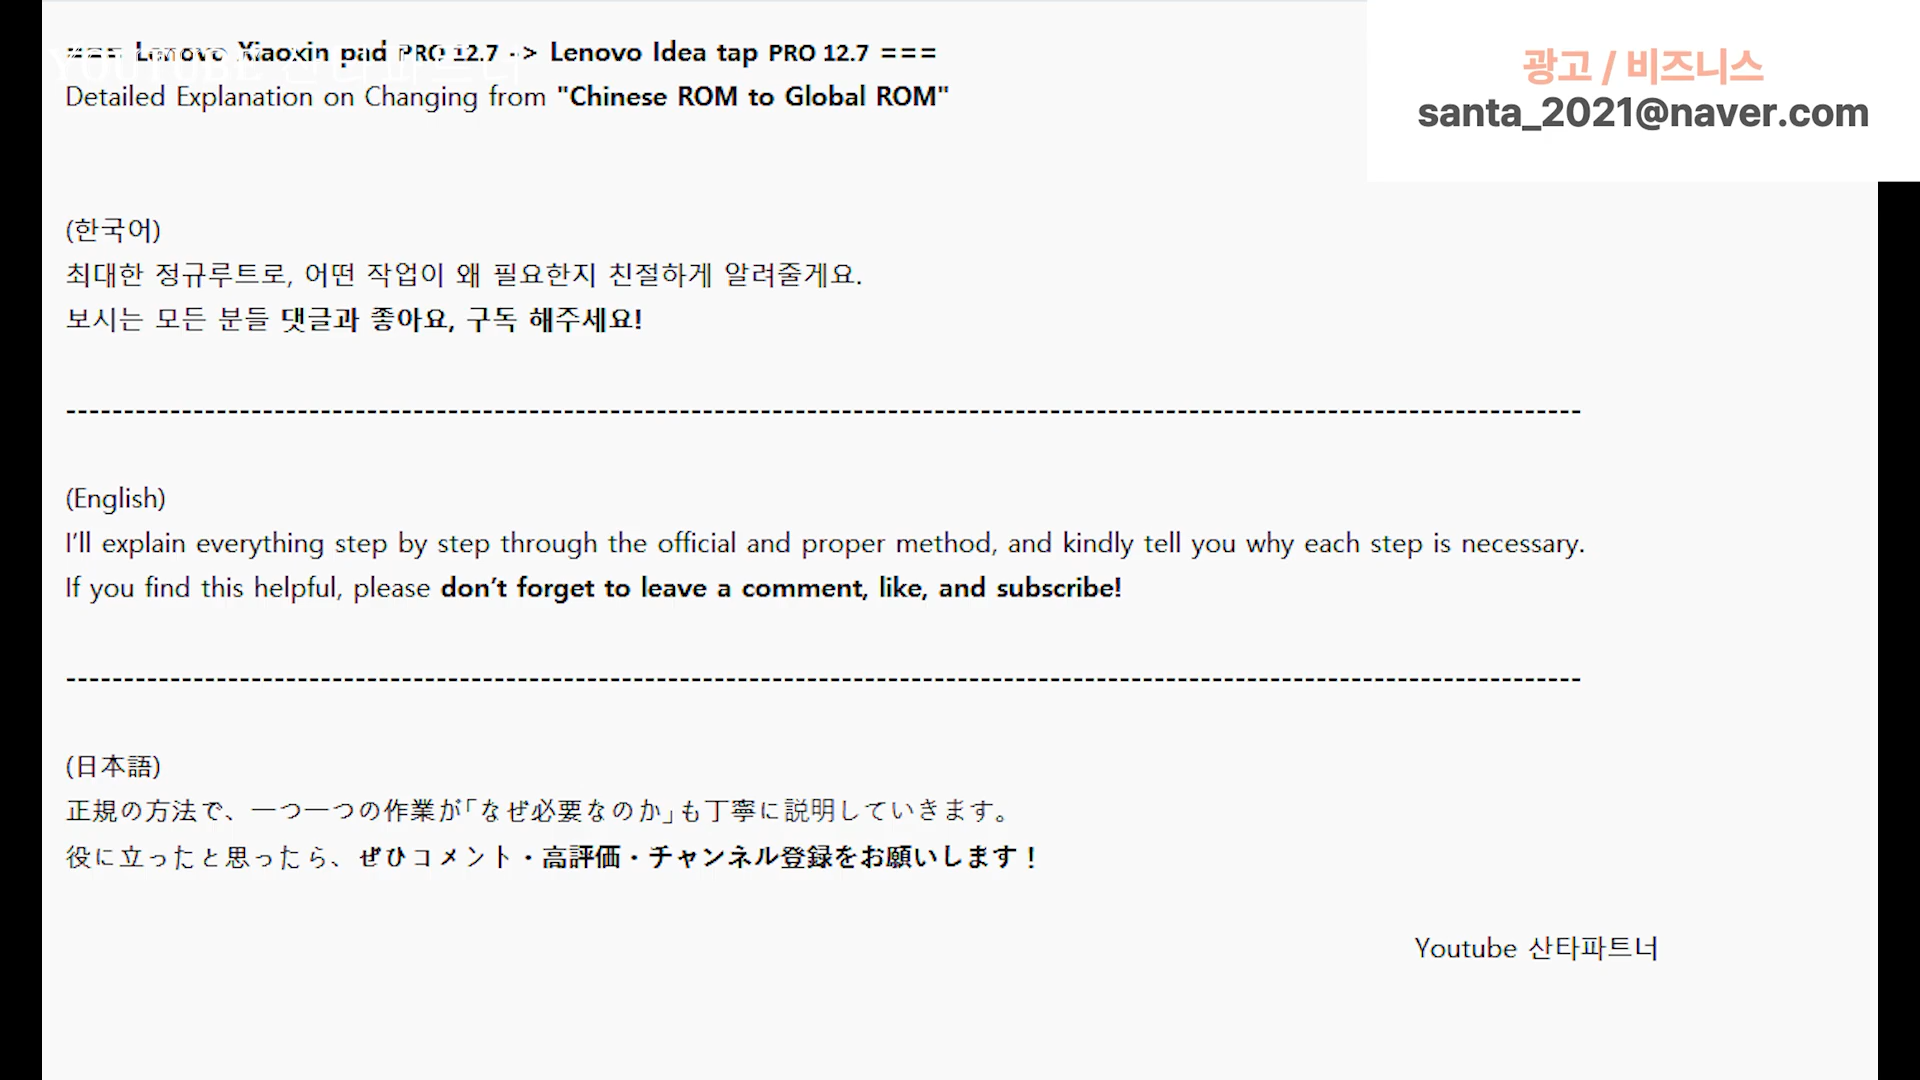 === Lenovo Xiaoxin pad PRO 12.7 -> Lenovo Idea tap PRO 12.7 ===
YOUTUBE 산타파트너
Detailed Explanation on Changing from "Chinese ROM to Global ROM"
광고 / 비즈니스
santa_2021@naver.com
(한국어)
최대한 정규루트로, 어떤 작업이 왜 필요한지 친절하게 알려줄게요.
보시는 모든 분들 댓글과 좋아요, 구독 해주세요!
--------------------------------------------------------------------------------------------------------------------------------------
(English)
I’ll explain everything step by step through the official and proper method, and kindly tell you why each step is necessary.
If you find this helpful, please don’t forget to leave a comment, like, and subscribe!
--------------------------------------------------------------------------------------------------------------------------------------
(日本語)
正規の方法で、一つ一つの作業が「なぜ必要なのか」も丁寧に説明していきます。
役に立ったと思ったら、ぜひコメント・高評価・チャンネル登録をお願いします！
Youtube 산타파트너